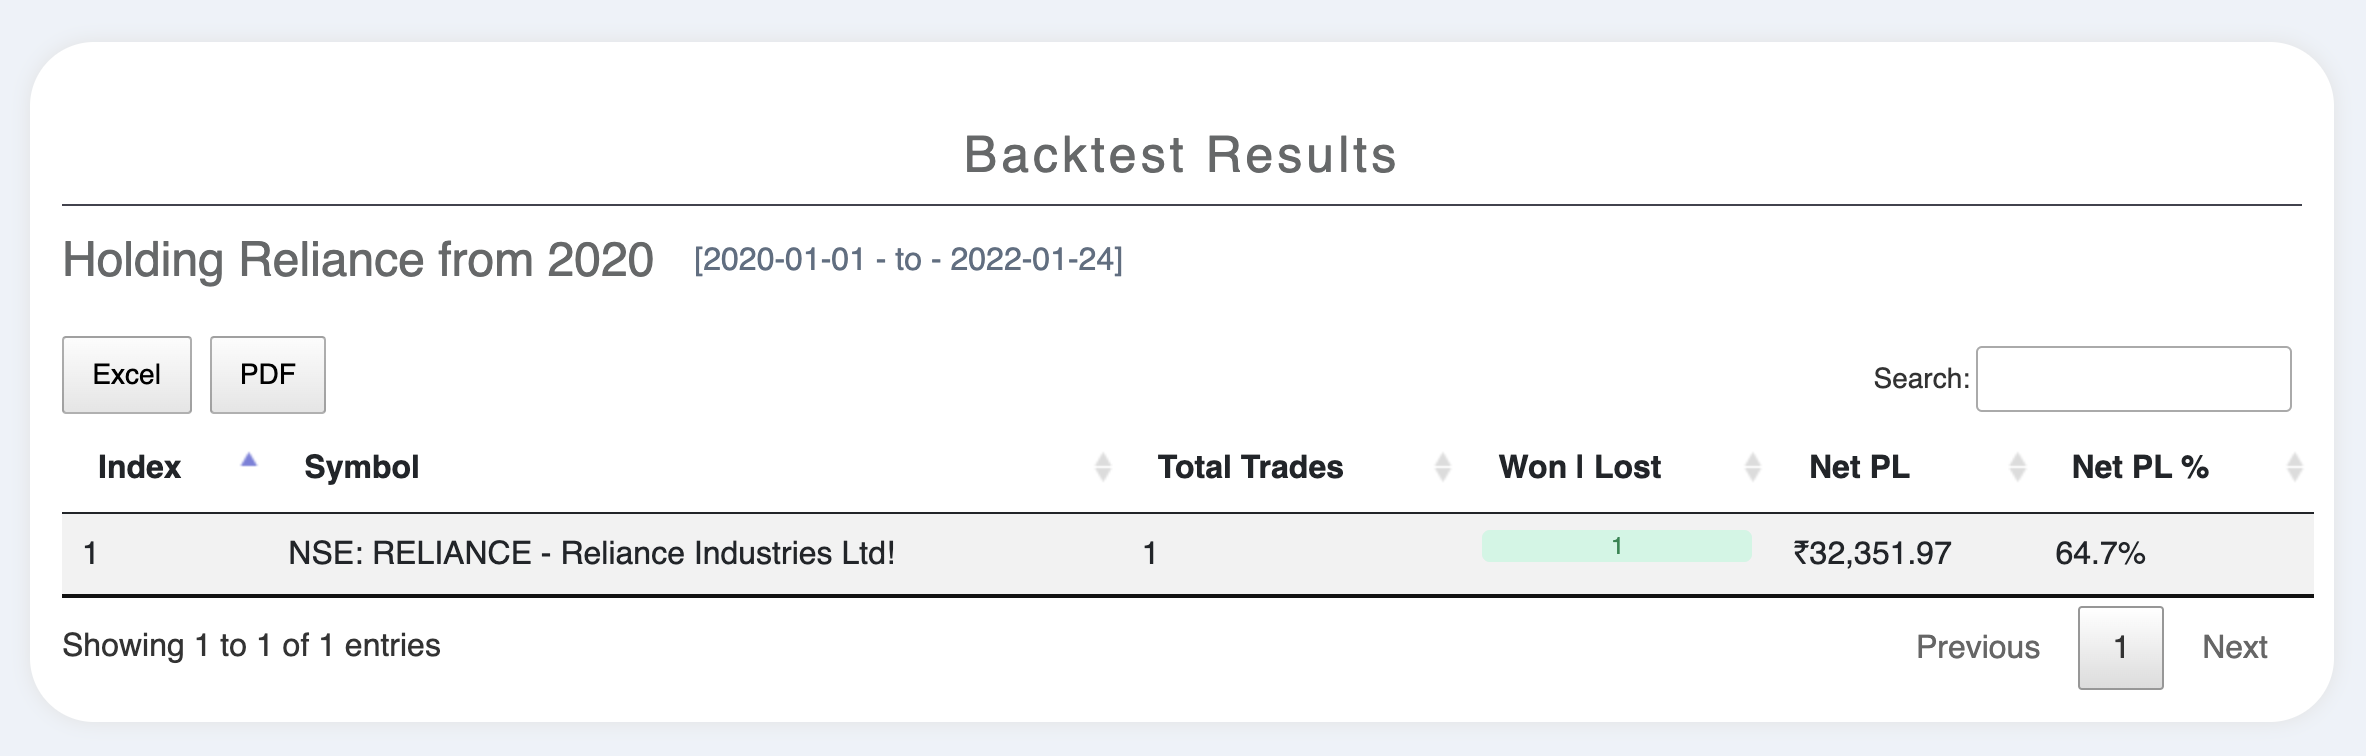 Backtest Results
Holding Reliance from 2020 [2020-01-01 - to - 2022-01-24]
Excel PDF Search:
Index Symbol Total Trades Won | Lost Net PL Net PL %
1 NSE: RELIANCE - Reliance Industries Ltd! 1 1 ₹32,351.97 64.7%
Showing 1 to 1 of 1 entries Previous 1 Next